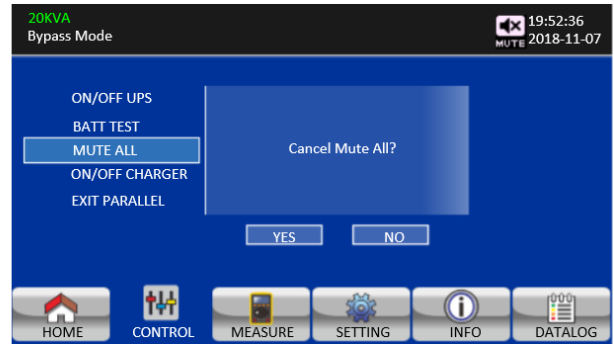 20KVA
Bypass Mode
MUTE
19:52:36
2018-11-07
ON/OFF UPS
BATT TEST
MUTE ALL
ON/OFF CHARGER
EXIT PARALLEL
Cancel Mute All?
YES
NO
HOME
CONTROL
MEASURE
SETTING
INFO
DATALOG